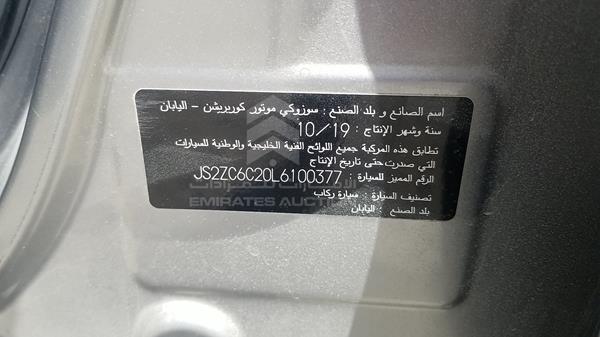 اسم الصانع و بلد الصنع : سوزوكي موتور كوربريشن - اليابان
سنة وشهر الإنتاج : 10/19
تطابق هذه المركبة جميع اللوائح الفنية الخليجية والوطنية للسيارات
التي صدرت حتى تاريخ الإنتاج
الرقم المميز للسيارة : JS2ZC6C20L6100377
الامارات للمزادات
تصنيف السيارة : سيارة ركاب
EMIRATES AUCTION
بلد الصنع : اليابان